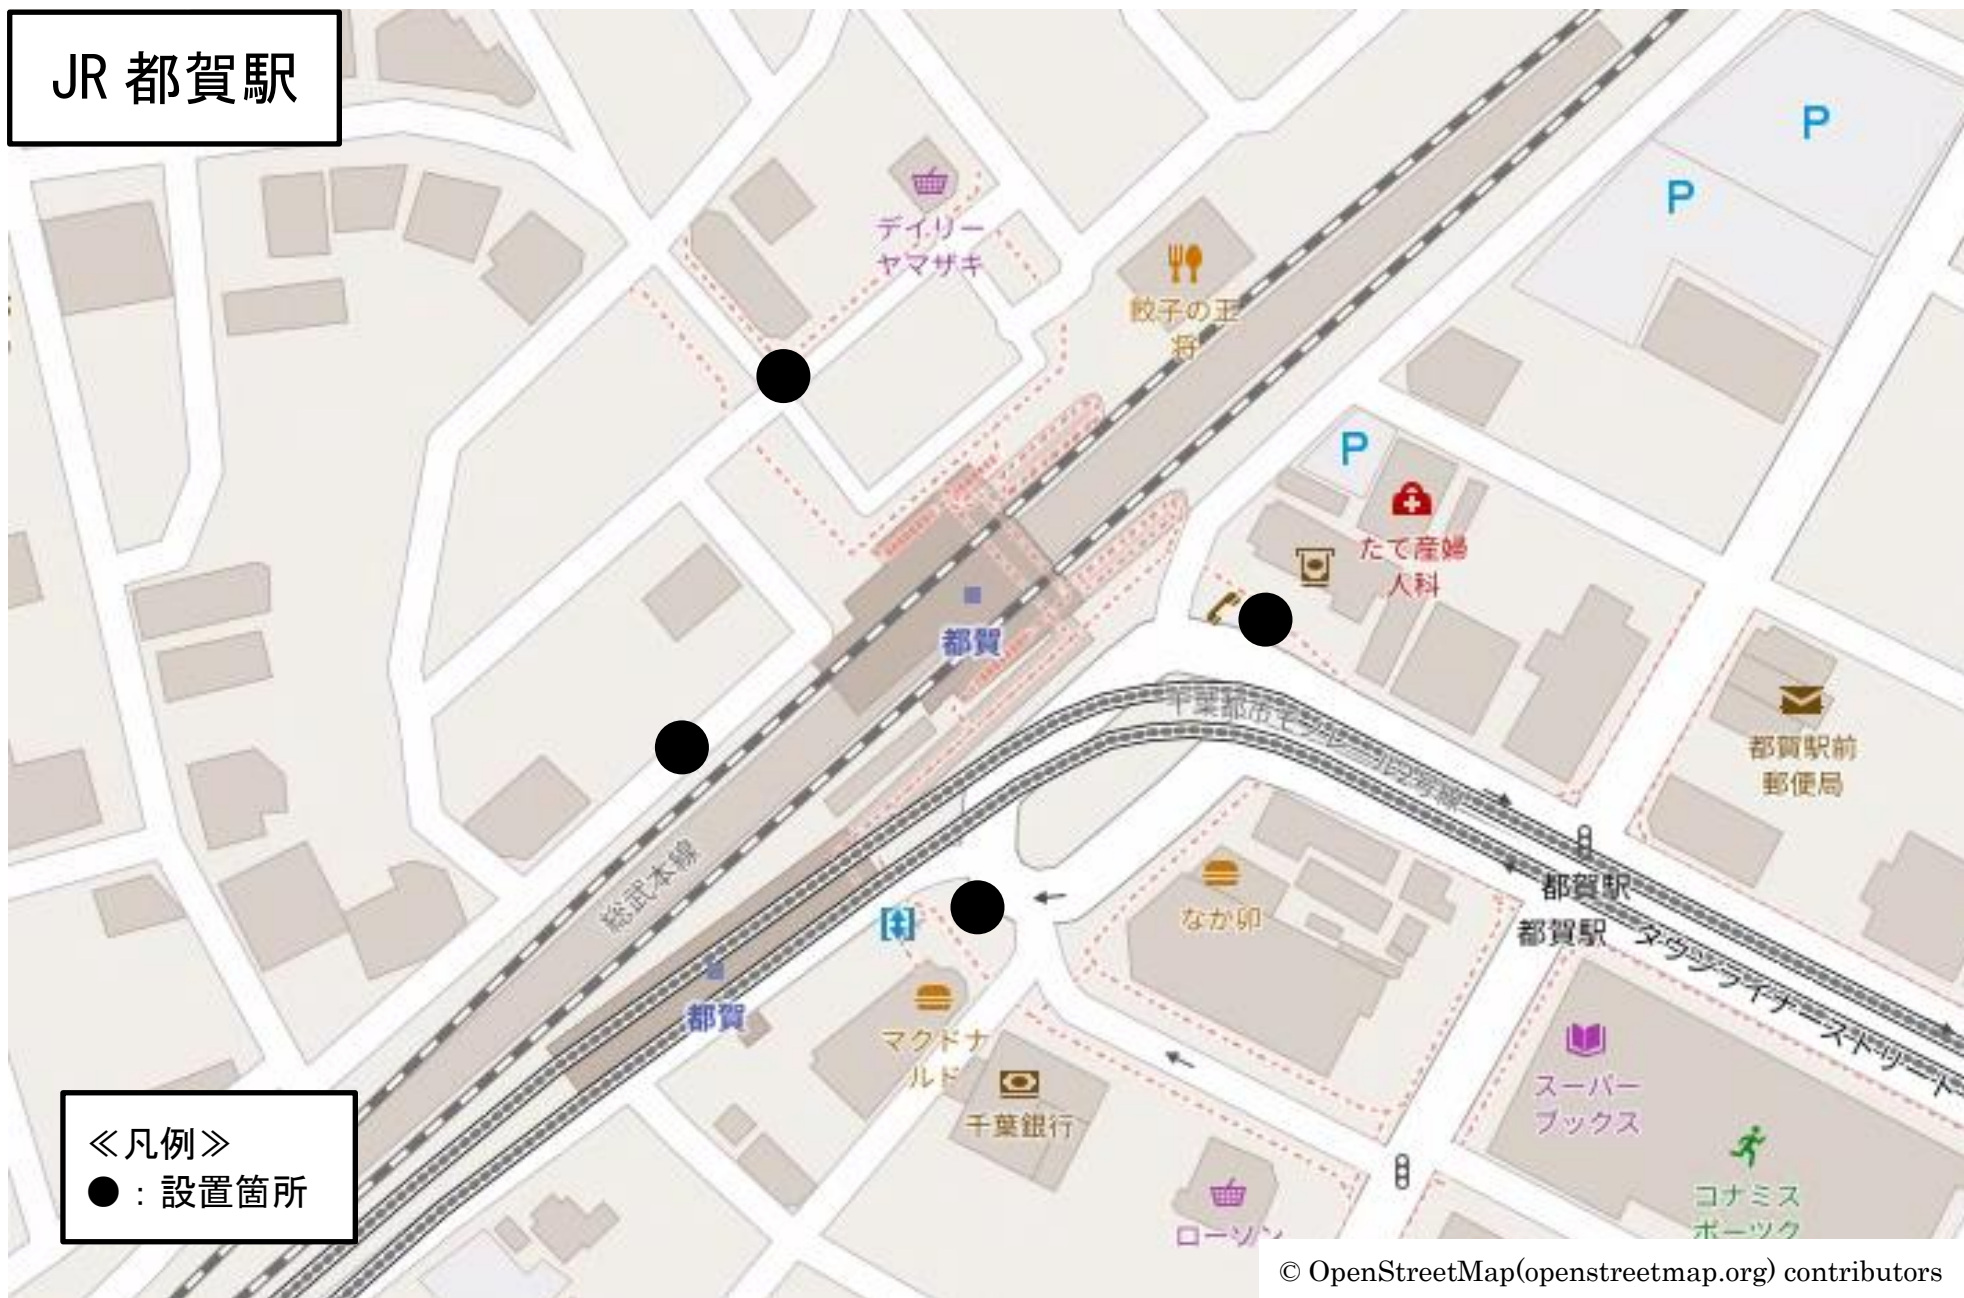 JR 都賀駅
P
P
デイリー
ヤマザキ
餃子の王
将
P
たて産婦
人科
都賀
千葉都市モノレール2号線
都賀駅前
郵便局
総武本線
都賀駅
都賀駅
タウンライナーストリート
なか卯
都賀
マクドナ
ルド
千葉銀行
スーパー
ブックス
コナミス
ポーツク
ローソン
≪凡例≫
●：設置箇所
© OpenStreetMap(openstreetmap.org) contributors